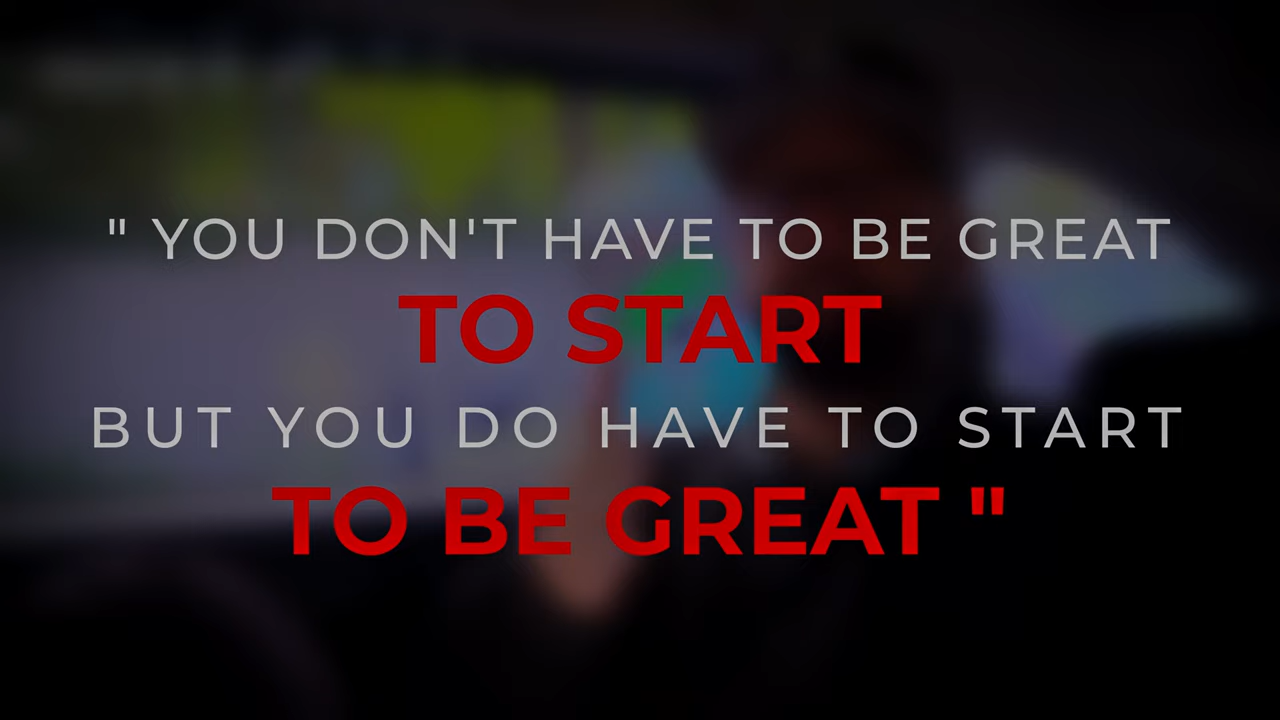 " YOU DON'T HAVE TO BE GREAT
TO START
BUT YOU DO HAVE TO START
TO BE GREAT "